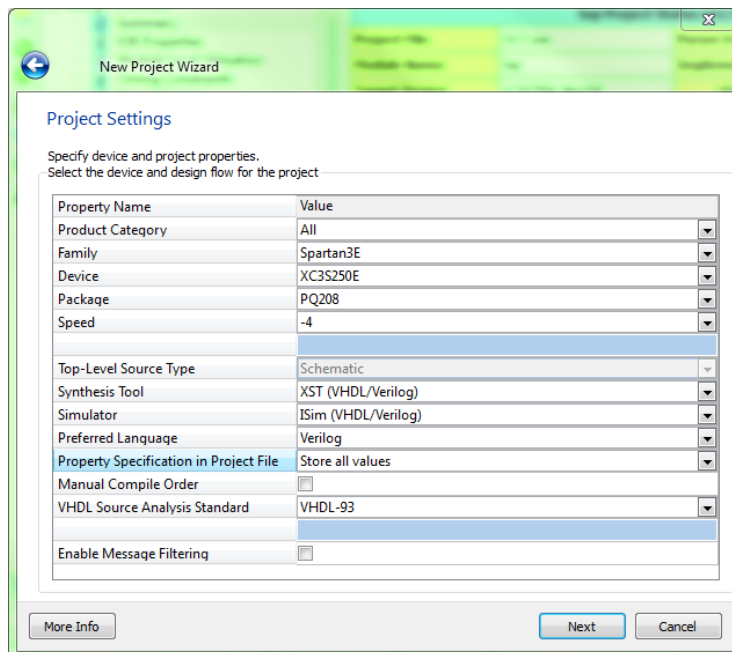 New Project Wizard
Project Settings
Specify device and project properties.
Select the device and design flow for the project
Property Name Value
Product Category All
Family Spartan3E
Device XC3S250E
Package PQ208
Speed -4
Top-Level Source Type Schematic
Synthesis Tool XST (VHDL/Verilog)
Simulator ISim (VHDL/Verilog)
Preferred Language Verilog
Property Specification in Project File Store all values
Manual Compile Order
VHDL Source Analysis Standard VHDL-93
Enable Message Filtering
More Info Next Cancel